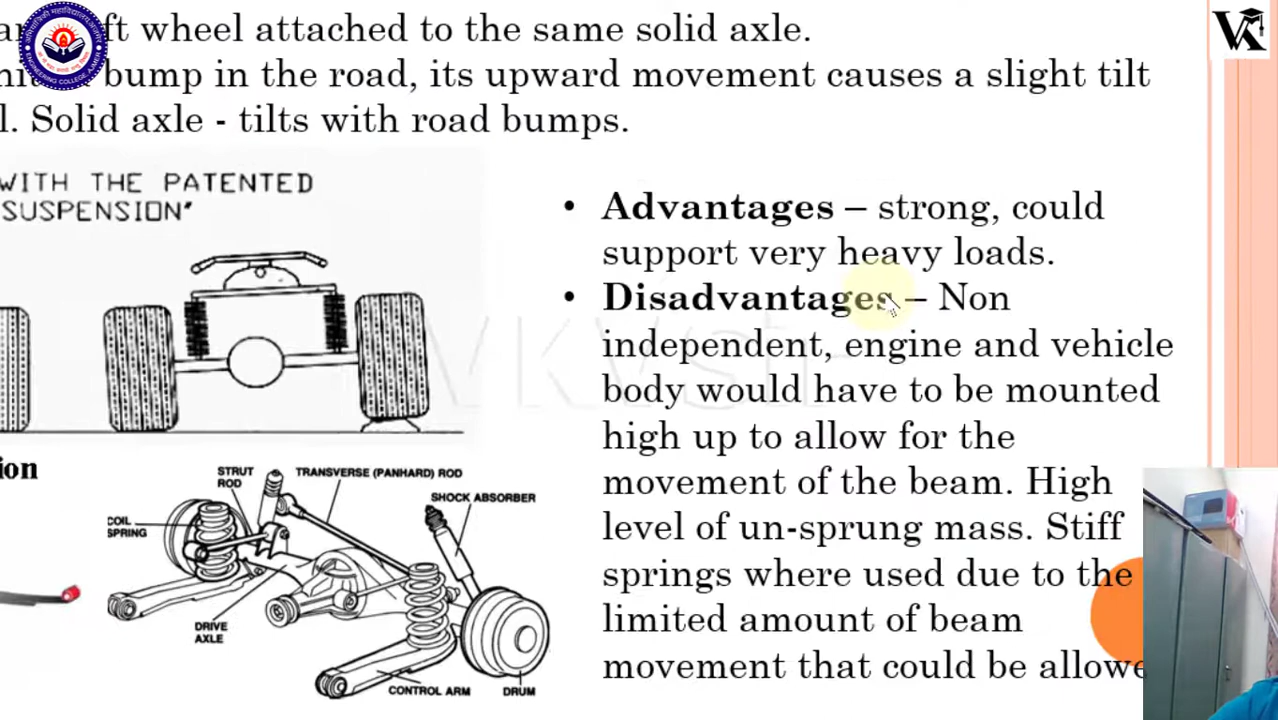 ft wheel attached to the same solid axle.
bump in the road, its upward movement causes a slight tilt
l. Solid axle - tilts with road bumps.
WITH THE PATENTED
SUSPENSION"
• Advantages – strong, could
support very heavy loads.
• Disadvantages – Non
independent, engine and vehicle
body would have to be mounted
high up to allow for the
movement of the beam. High
level of un-sprung mass. Stiff
springs where used due to the
limited amount of beam
movement that could be allowe
ion
STRUT
ROD
TRANSVERSE (PANHARD) ROD
SHOCK ABSORBER
COIL
SPRING
DRIVE
AXLE
CONTROL ARM
DRUM
VK